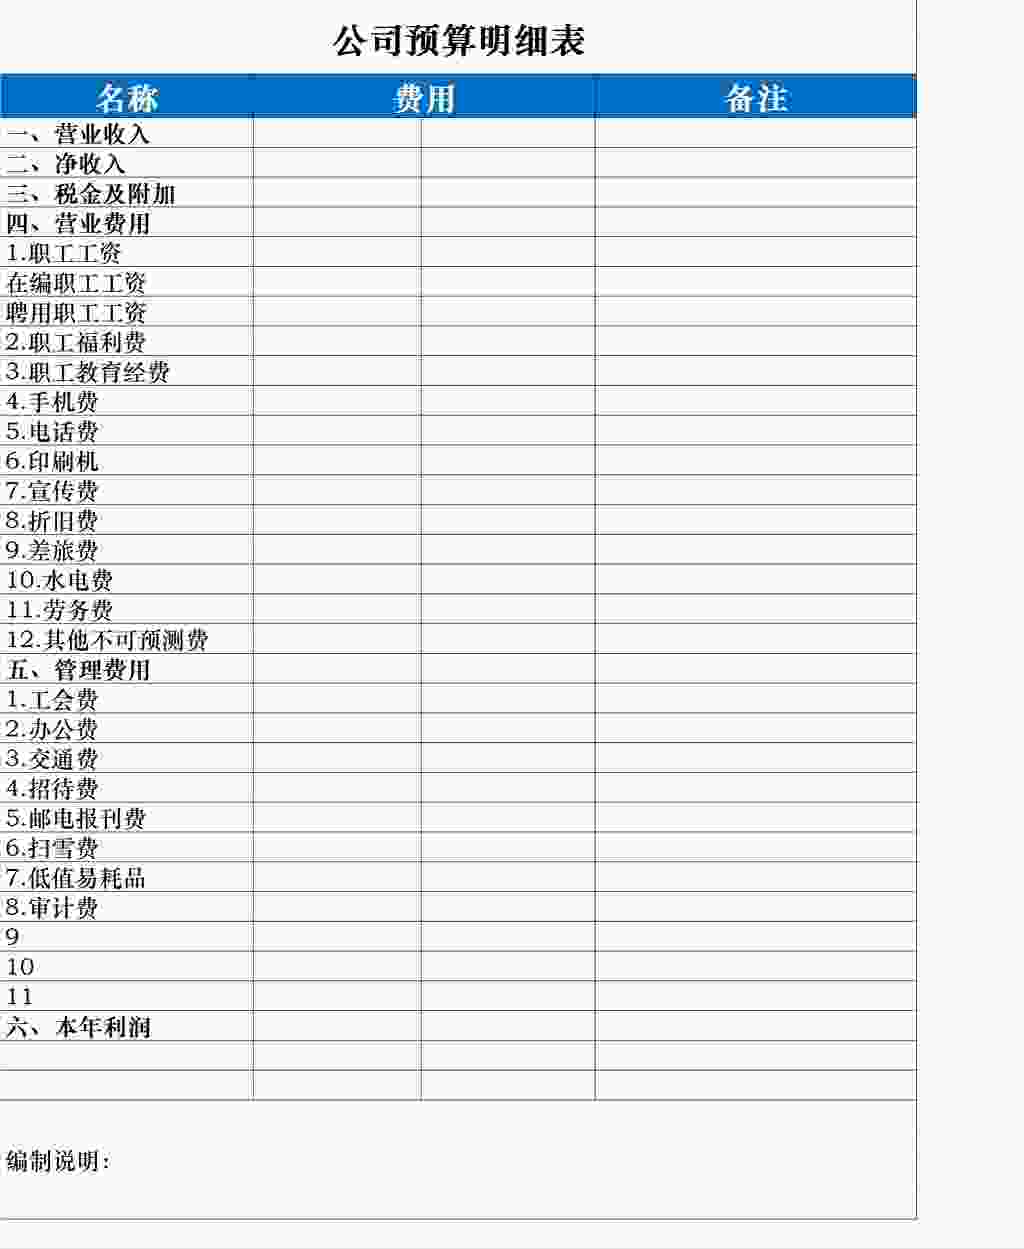 公司预算明细表
名称 费用 备注
一、营业收入
二、净收入
三、税金及附加
四、营业费用
1.职工工资
在编职工工资
聘用职工工资
2.职工福利费
3.职工教育经费
4.手机费
5.电话费
6.印刷机
7.宣传费
8.折旧费
9.差旅费
10.水电费
11.劳务费
12.其他不可预测费
五、管理费用
1.工会费
2.办公费
3.交通费
4.招待费
5.邮电报刊费
6.扫雪费
7.低值易耗品
8.审计费
9
10
11
六、本年利润
编制说明: